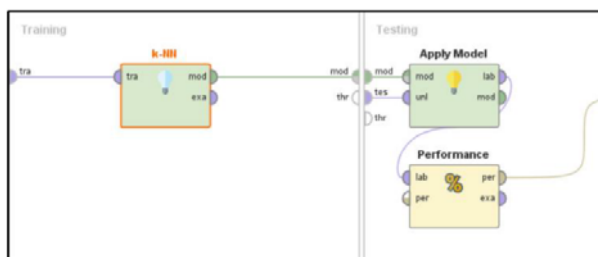 Training
k-NN
tra
tra
mod
exa
mod
thr
Testing
Apply Model
mod
tes
thr
mod
unl
lab
mod
Performance
lab
per
per
exa
%